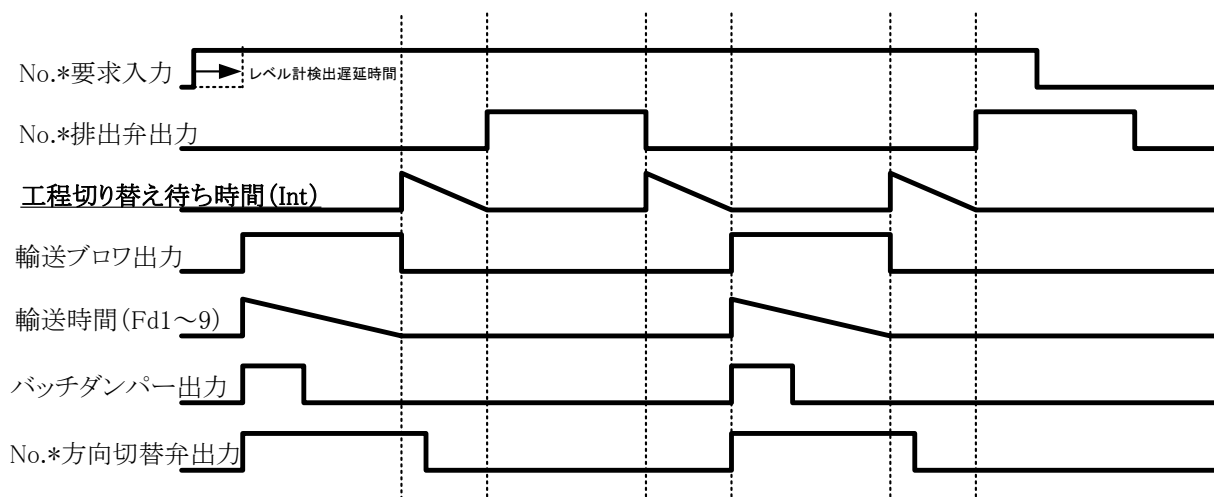 No.*要求入力
レベル計検出遅延時間
No.*排出弁出力
工程切り替え待ち時間(Int)
輸送ブロワ出力
輸送時間(Fd1～9)
バッチダンパー出力
No.*方向切替弁出力